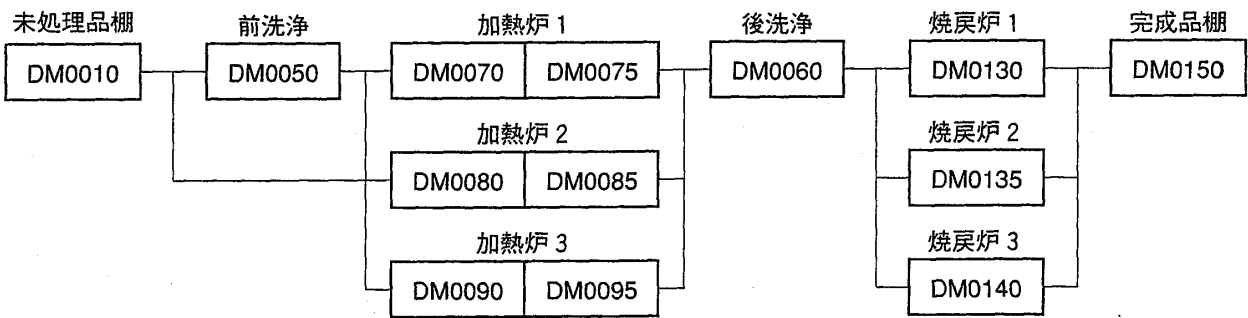 未処理品棚 前洗浄 加熱炉1 後洗浄 焼戻炉1 完成品棚
DM0010 DM0050 DM0070 DM0075 DM0060 DM0130 DM0150
加熱炉2 焼戻炉2
DM0080 DM0085 DM0135
加熱炉3 焼戻炉3
DM0090 DM0095 DM0140